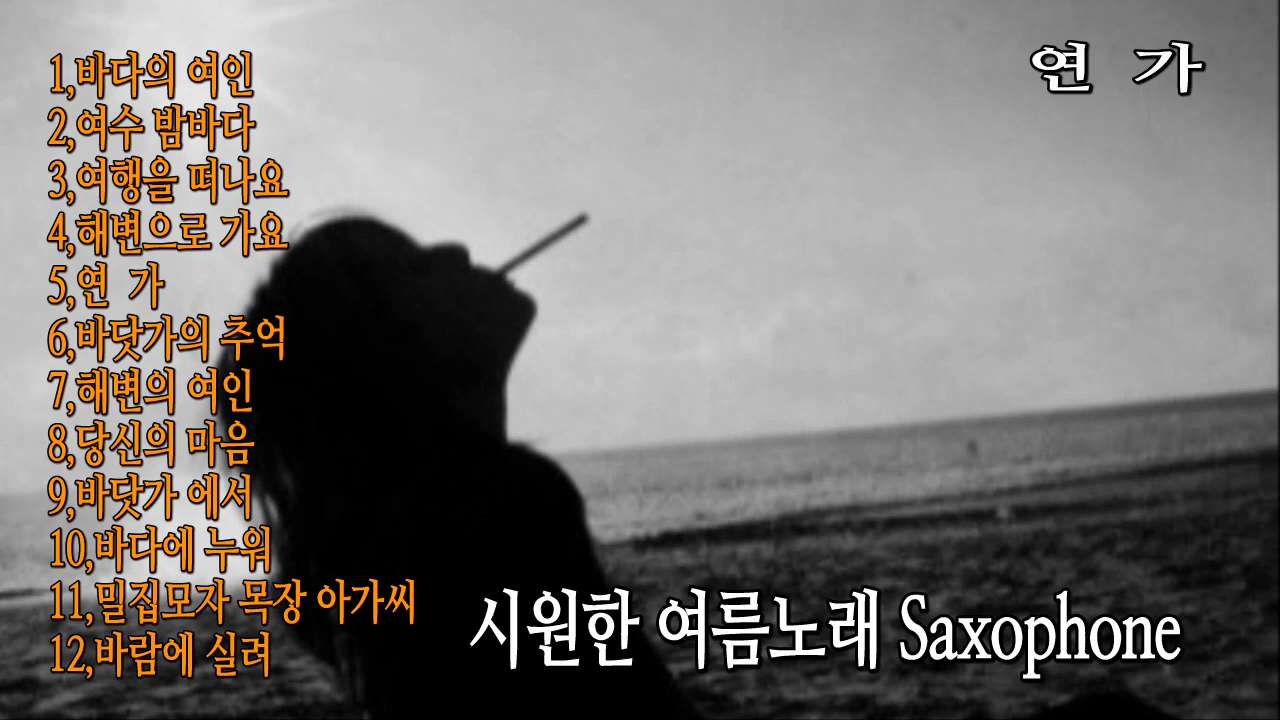 1,바다의 여인
2,여수 밤바다
3,여행을 떠나요
4,해변으로 가요
5,연 가
6,바닷가의 추억
7,해변의 여인
8,당신의 마음
9,바닷가 에서
10,바다에 누워
11,밀집모자 목장 아가씨
12,바람에 실려
연 가
시원한 여름노래 Saxophone